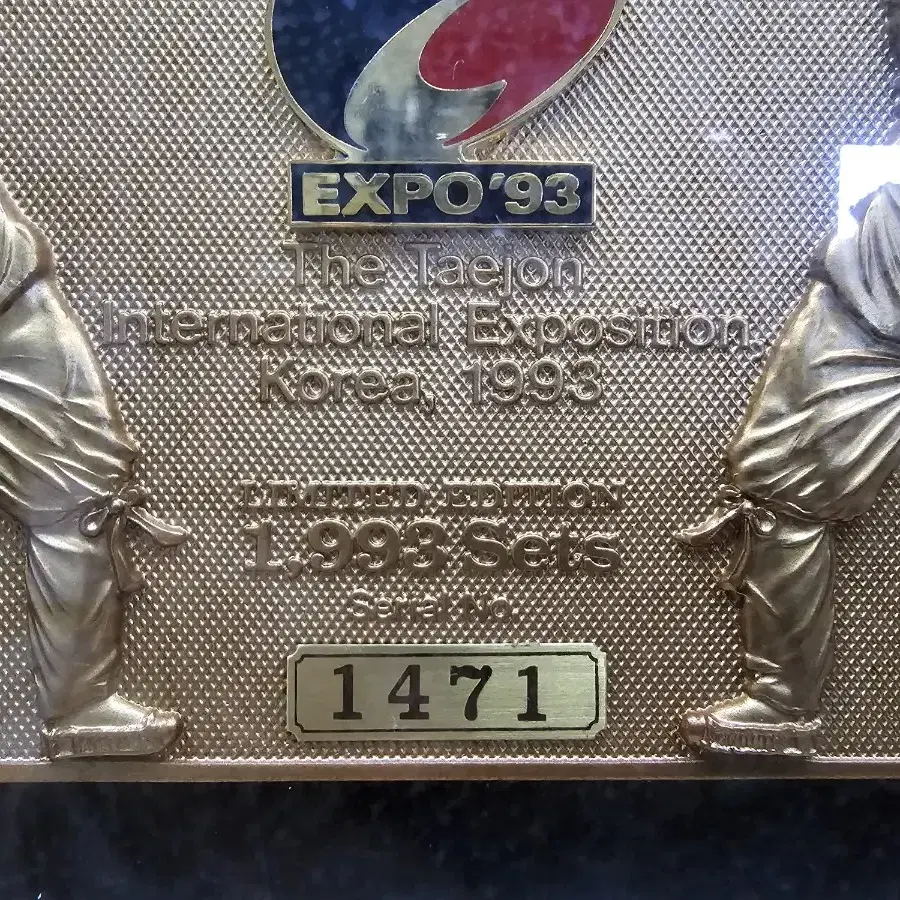 EXPO'93
The Taejon
International Exposition,
Korea, 1993
LIMITED EDITION
1,993 Sets
Serial No.
1471